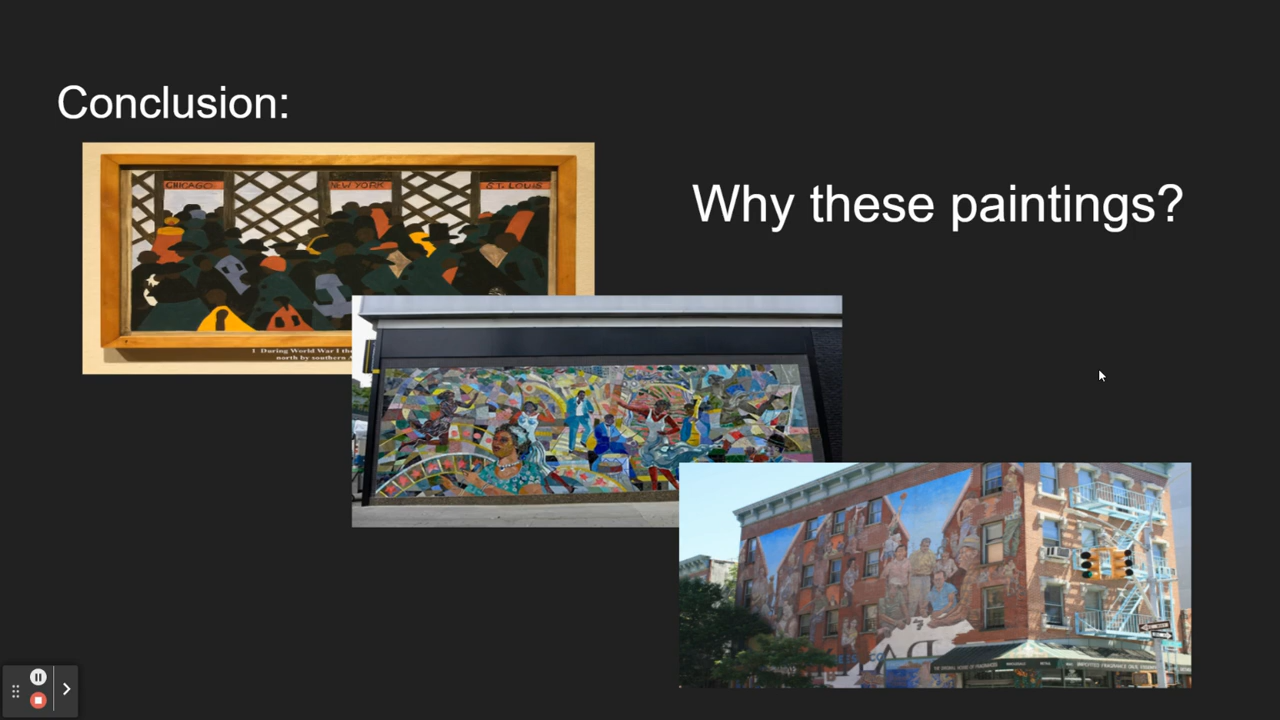 Conclusion:
CHICAGO
NEW YORK
ST. LOUIS
Why these paintings?
1 During World War I the
north by southern A